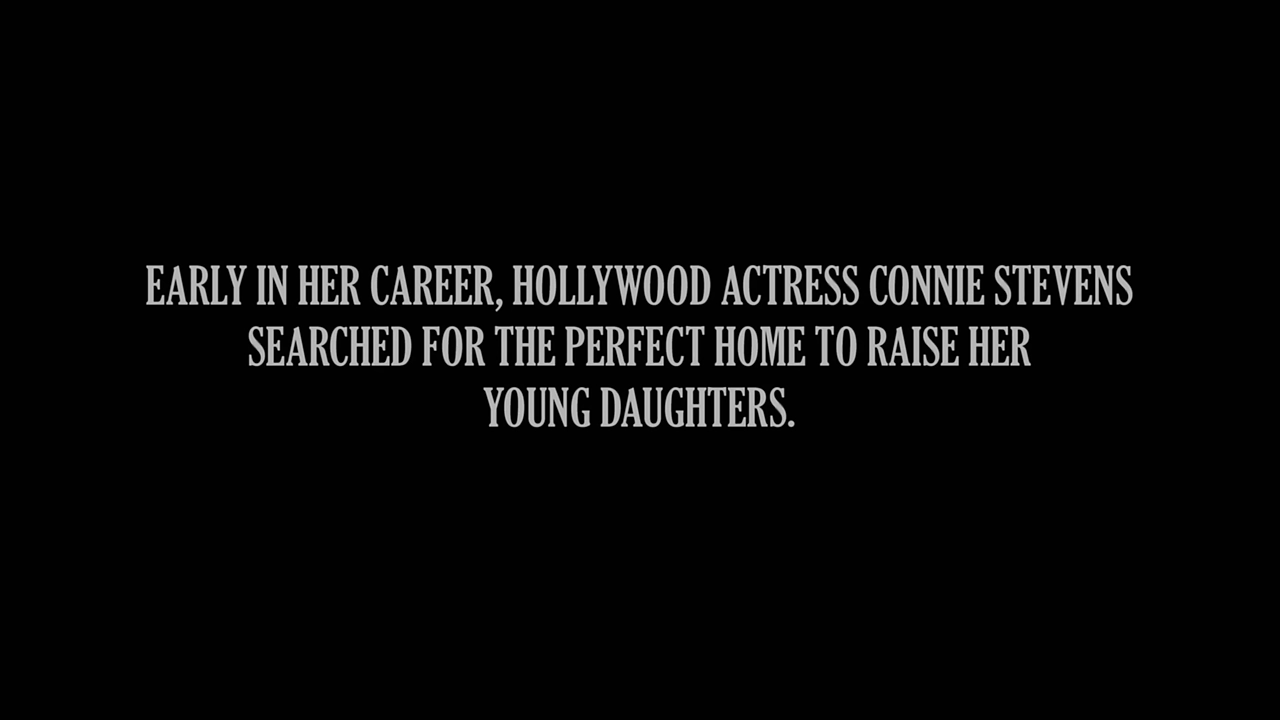 EARLY IN HER CAREER, HOLLYWOOD ACTRESS CONNIE STEVENS
SEARCHED FOR THE PERFECT HOME TO RAISE HER
YOUNG DAUGHTERS.